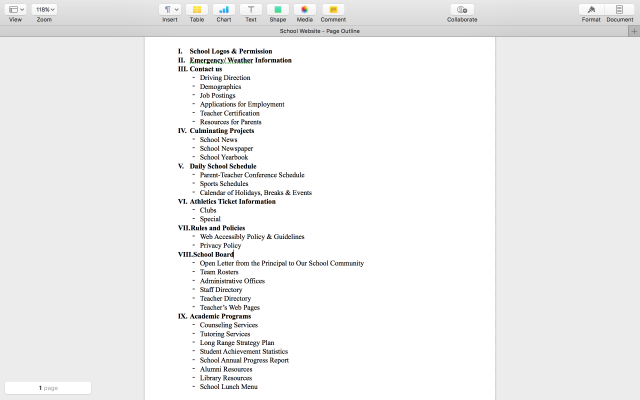 118%
View
Zoom
Insert
Table
Chart
Text
Shape
Media
Comment
Collaborate
Format
Document
School Website - Page Outline
I. School Logos & Permission
II. Emergency/ Weather Information
III. Contact us
- Driving Direction
- Demographics
- Job Postings
- Applications for Employment
- Teacher Certification
- Resources for Parents
IV. Culminating Projects
- School News
- School Newspaper
- School Yearbook
V. Daily School Schedule
- Parent-Teacher Conference Schedule
- Sports Schedules
- Calendar of Holidays, Breaks & Events
VI. Athletics Ticket Information
- Clubs
- Special
VII.Rules and Policies
- Web Accessibly Policy & Guidelines
- Privacy Policy
VIII.School Board
- Open Letter from the Principal to Our School Community
- Team Rosters
- Administrative Offices
- Staff Directory
- Teacher Directory
- Teacher's Web Pages
IX. Academic Programs
- Counseling Services
- Tutoring Services
- Long Range Strategy Plan
- Student Achievement Statistics
- School Annual Progress Report
- Alumni Resources
- Library Resources
- School Lunch Menu
1 page